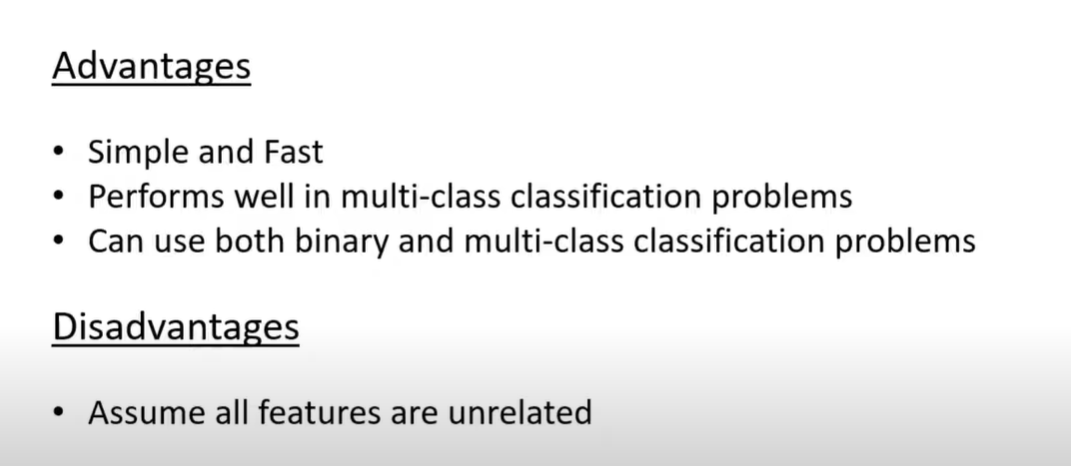 Advantages
• Simple and Fast
• Performs well in multi-class classification problems
• Can use both binary and multi-class classification problems
Disadvantages
• Assume all features are unrelated